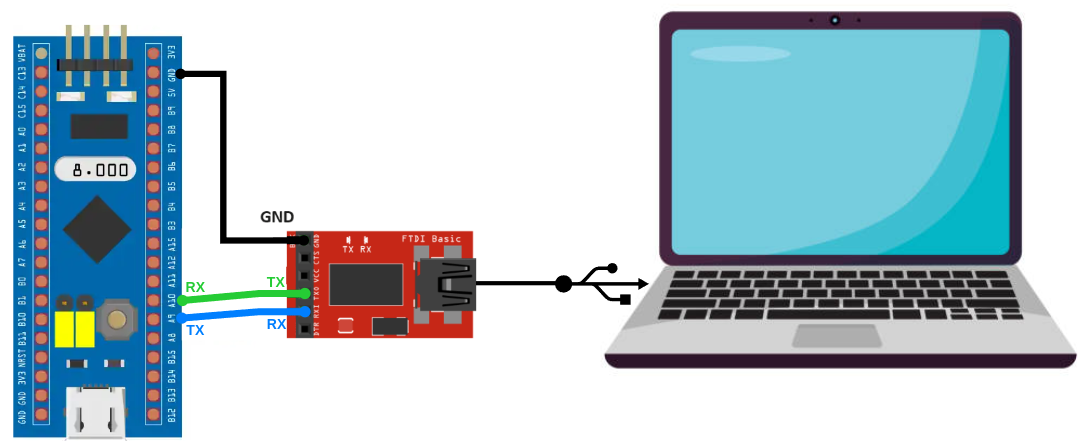 VBAT
C13
C14
C15
A0
A1
A2
A3
A4
A5
A6
A7
B0
B1
B10
B11
NRST
3V3
GND
GND
8.000
3V3
GND
5V
B9
B8
B7
B6
B5
B4
B3
A15
A12
A11
A10
A9
A8
B15
B14
B13
B12
RX
TX
GND
TX
RX
GND
CTS
VCC
TXO
RXI
DTR
TX RX
FTDI Basic